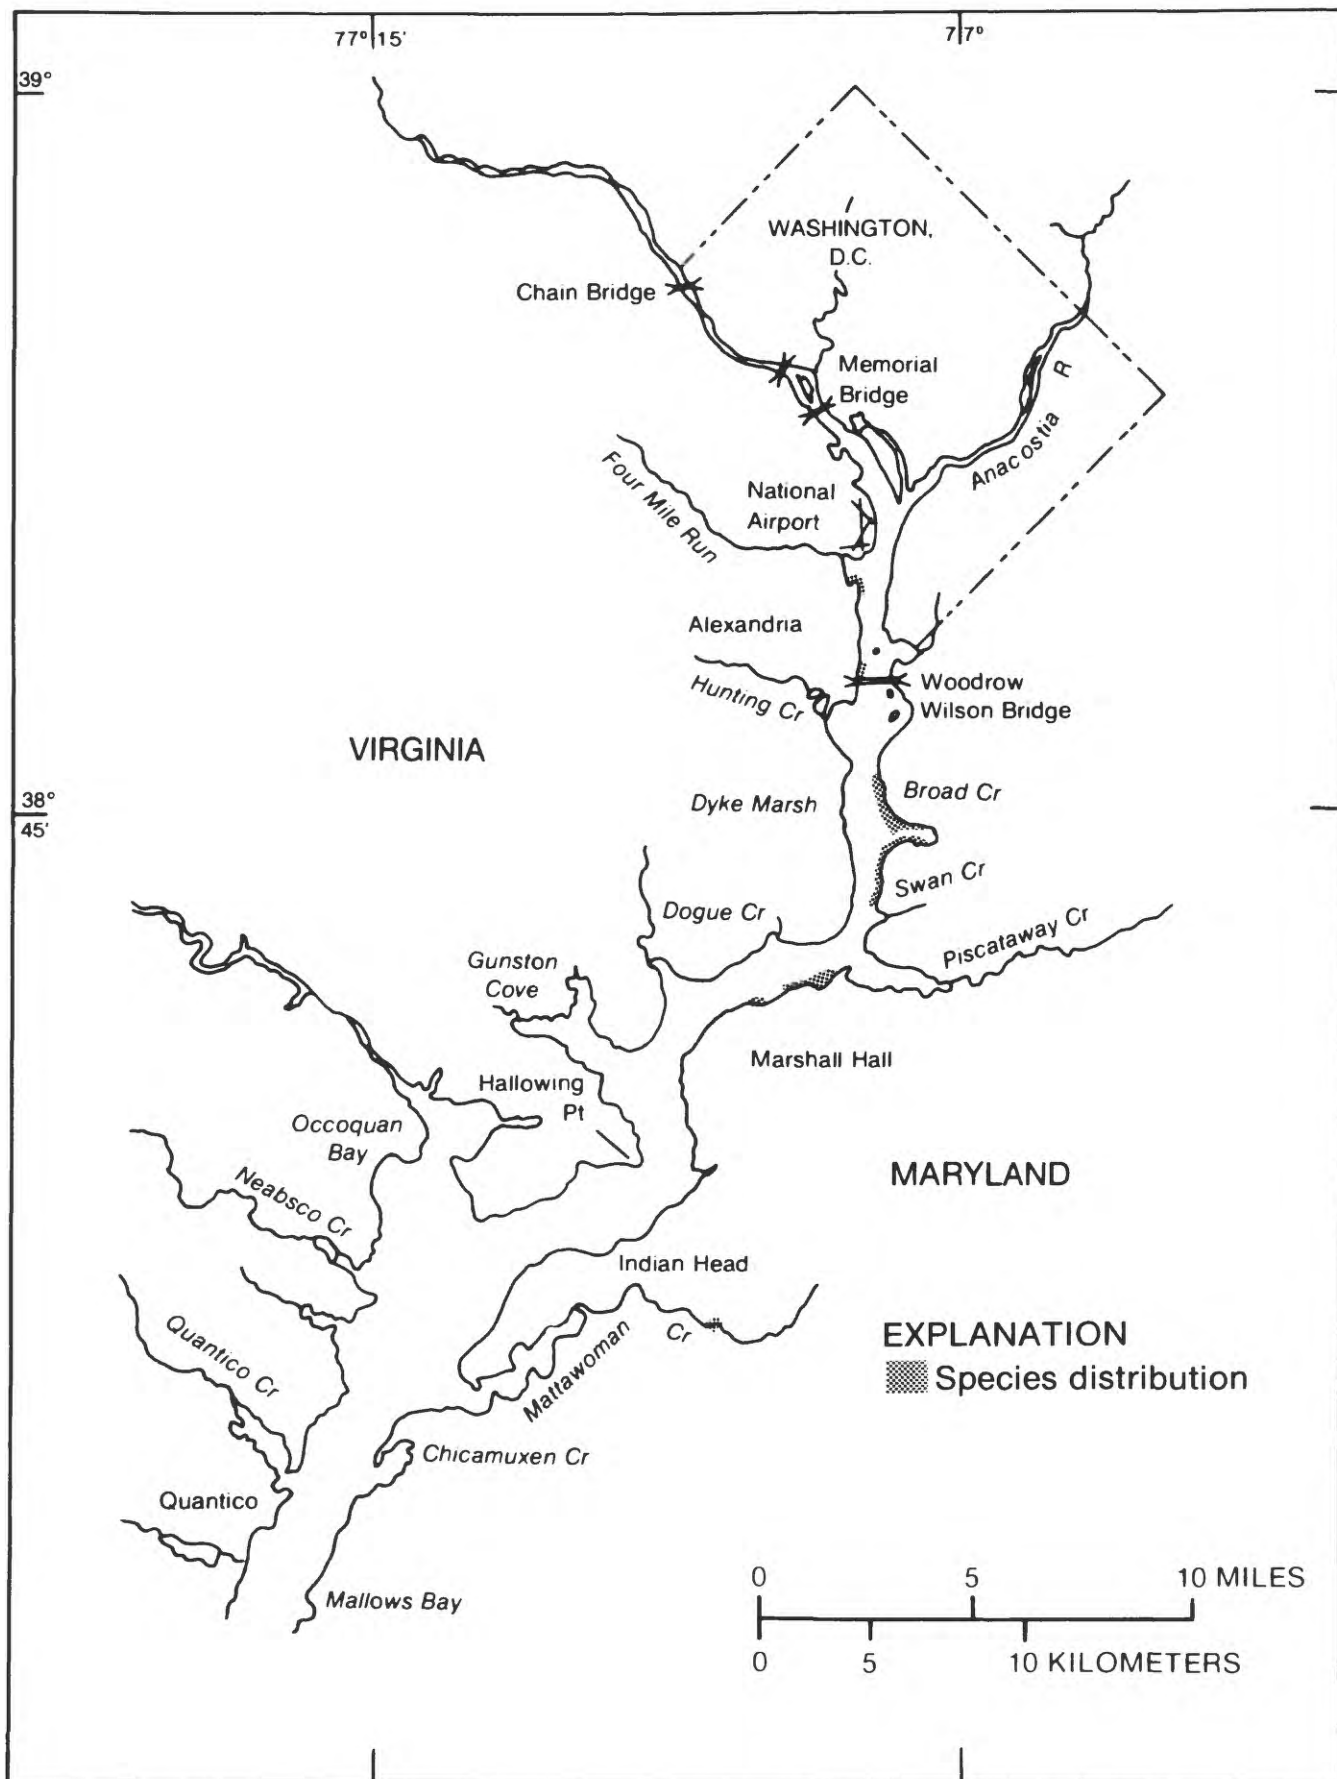 77° 15'
77°
39°
WASHINGTON,
D.C.
Chain Bridge
Memorial
Bridge
Anacostia R
Four Mile Run
National
Airport
Alexandria
Hunting Cr
Woodrow
Wilson Bridge
VIRGINIA
38°
45'
Dyke Marsh
Broad Cr
Swan Cr
Dogue Cr
Piscataway Cr
Gunston
Cove
Marshall Hall
Hallowing
Pt
Occoquan
Bay
Neabsco Cr
MARYLAND
Indian Head
Mattawoman Cr
Quantico Cr
EXPLANATION
Species distribution
Chicamuxen Cr
Quantico
Mallows Bay
0 5 10 MILES
0 5 10 KILOMETERS